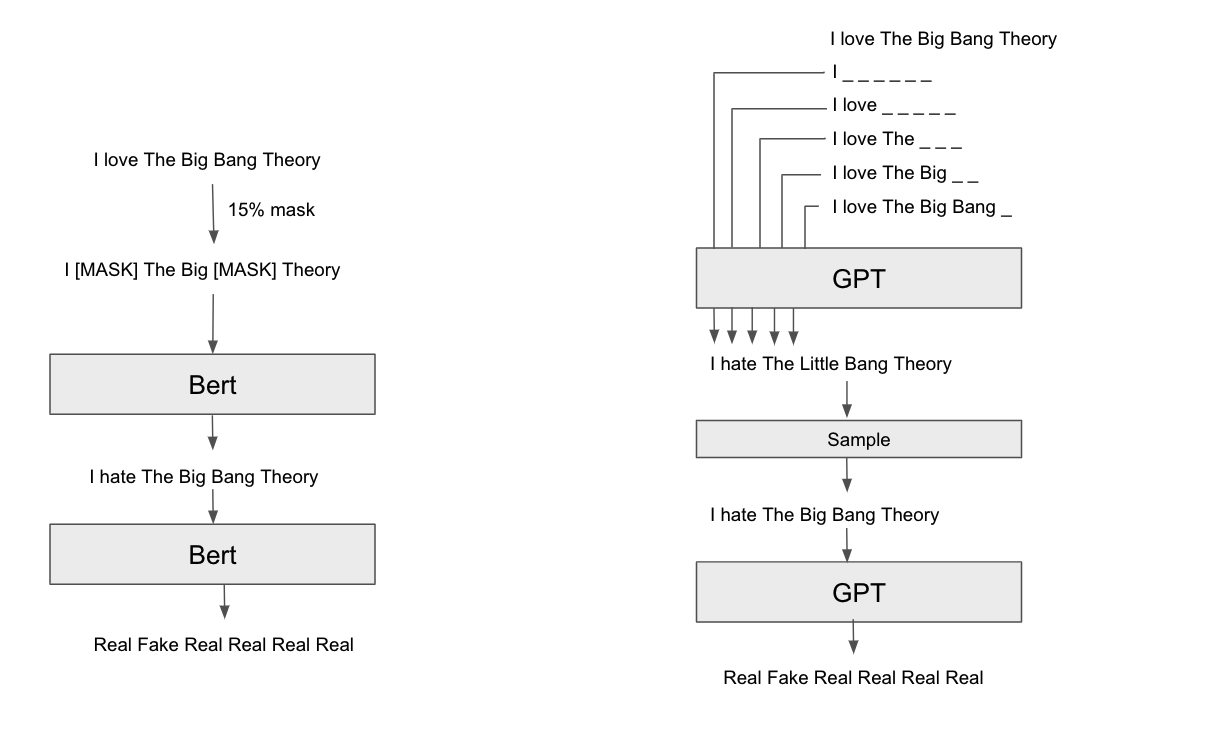 I love The Big Bang Theory
15% mask
I [MASK] The Big [MASK] Theory
Bert
I hate The Big Bang Theory
Bert
Real Fake Real Real Real Real
I love The Big Bang Theory
I _ _ _ _ _ _
I love _ _ _ _ _
I love The _ _ _
I love The Big _ _
I love The Big Bang _
GPT
I hate The Little Bang Theory
Sample
I hate The Big Bang Theory
GPT
Real Fake Real Real Real Real